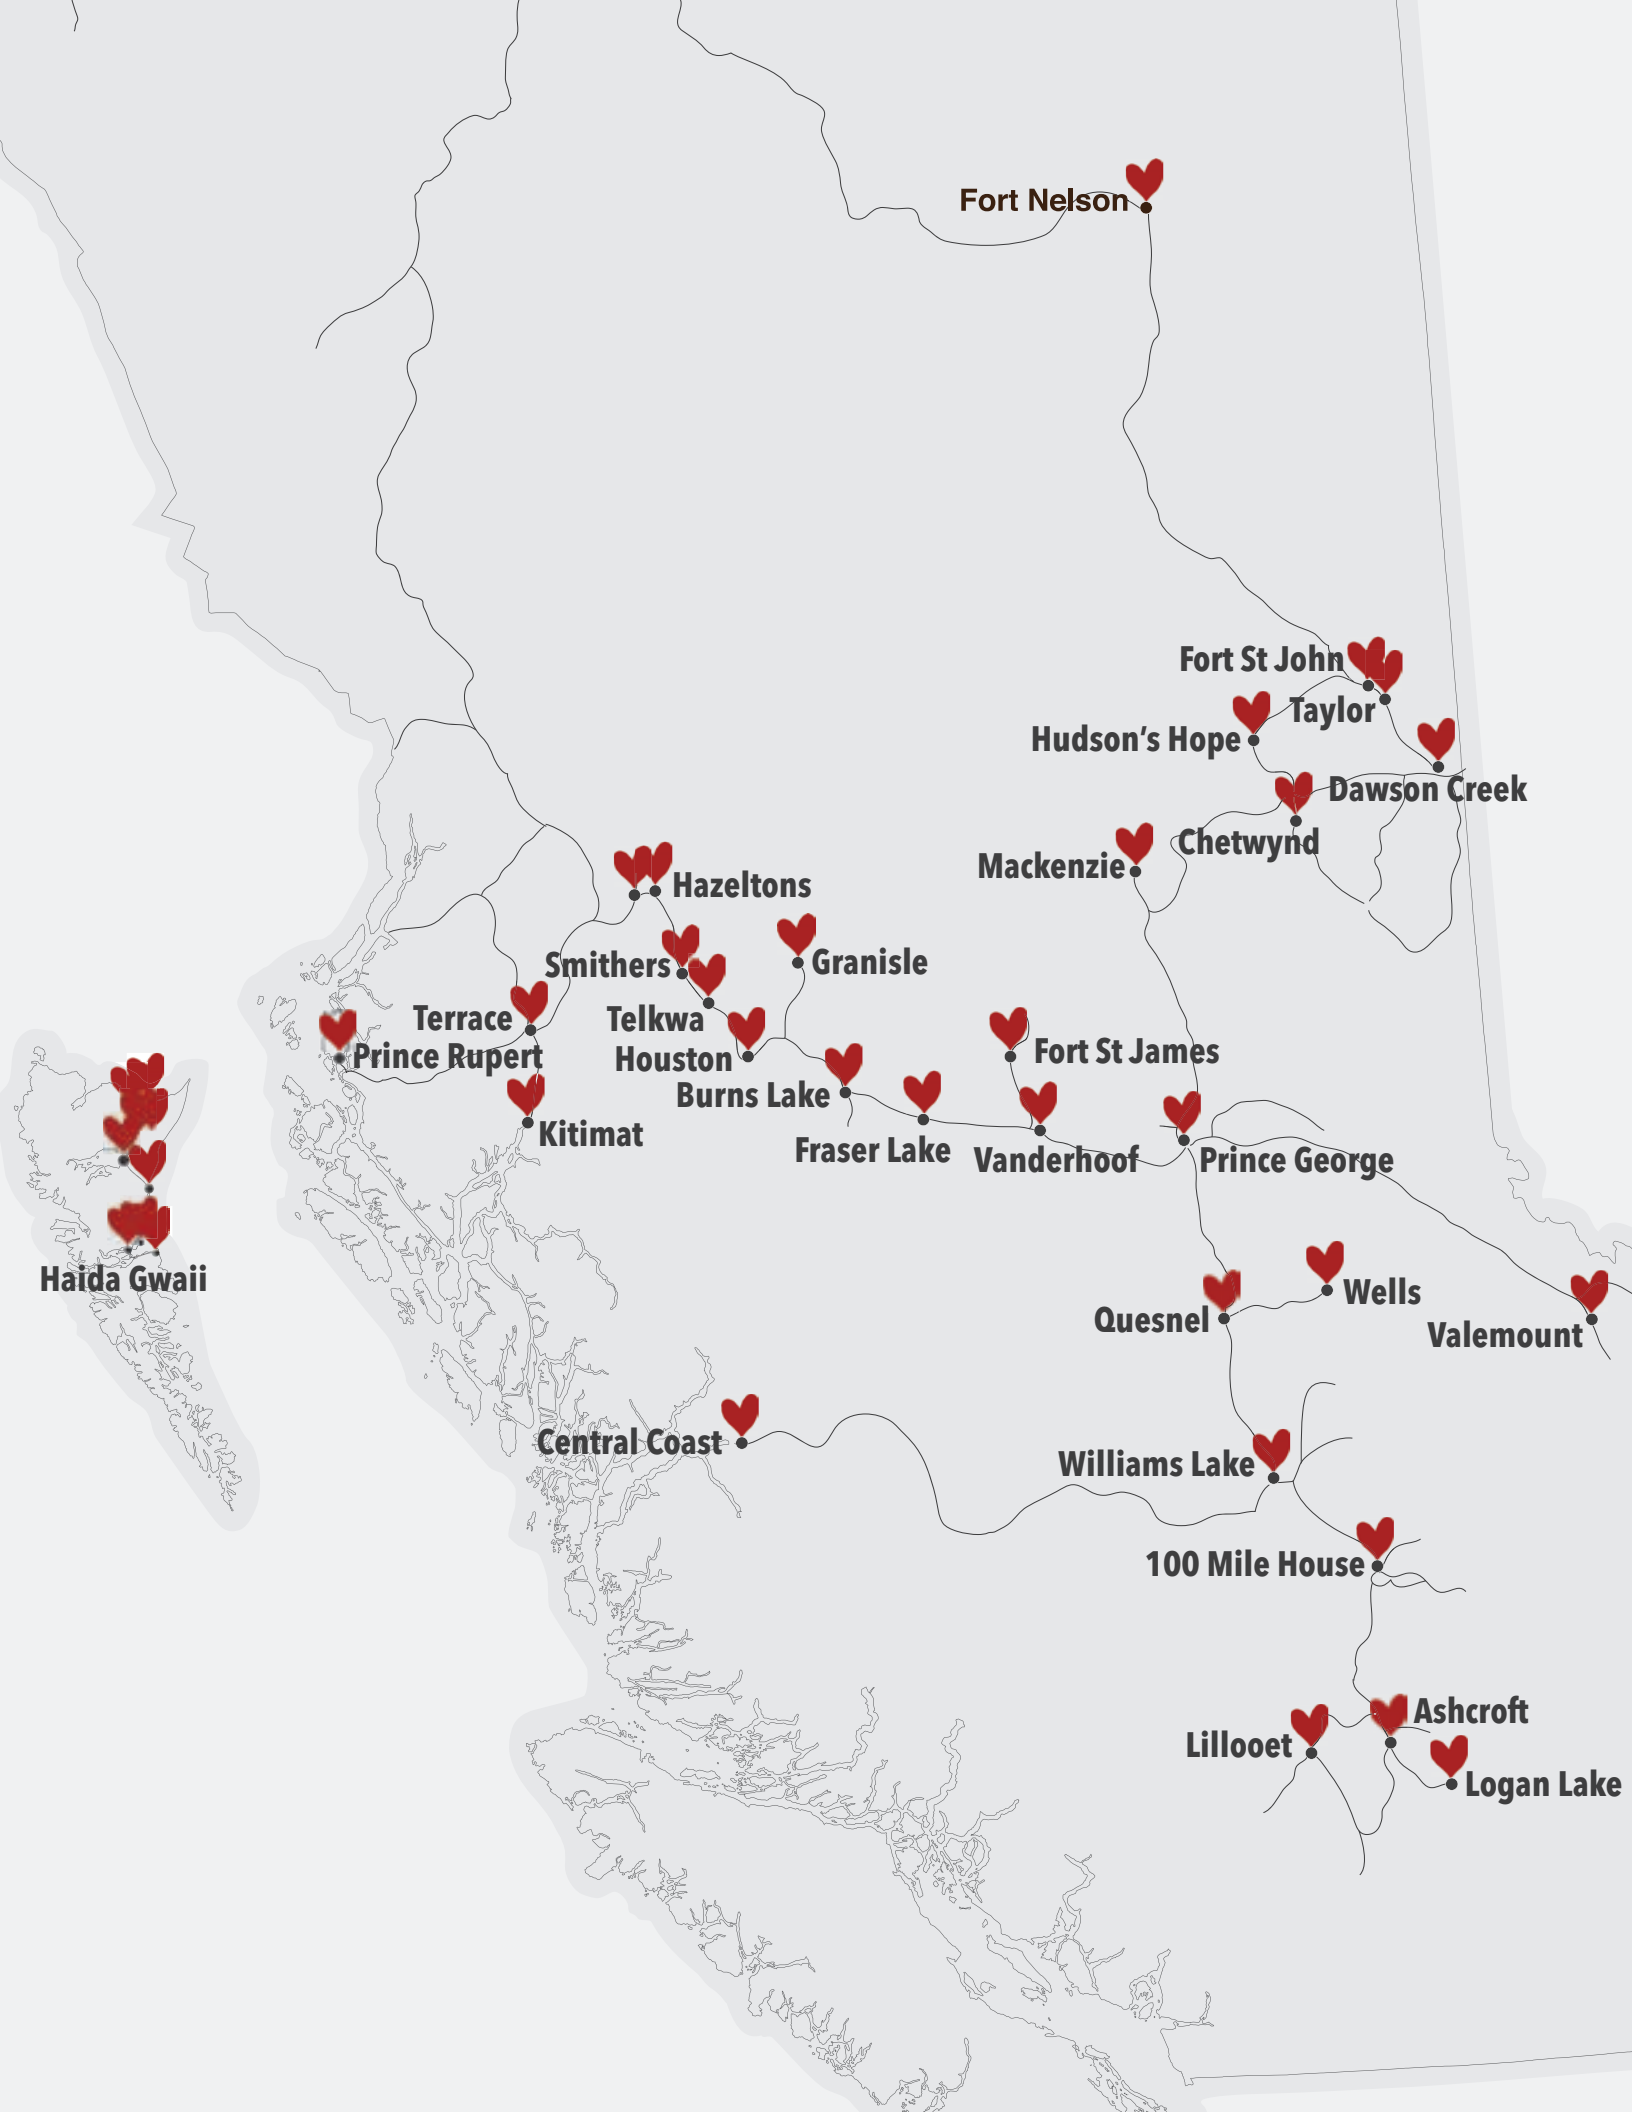 Fort Nelson
Fort St John
Taylor
Hudson’s Hope
Dawson Creek
Chetwynd
Mackenzie
Hazeltons
Smithers
Granisle
Terrace
Telkwa
Prince Rupert
Houston
Fort St James
Burns Lake
Kitimat
Fraser Lake
Vanderhoof
Prince George
Haida Gwaii
Wells
Quesnel
Valemount
Central Coast
Williams Lake
100 Mile House
Ashcroft
Lillooet
Logan Lake